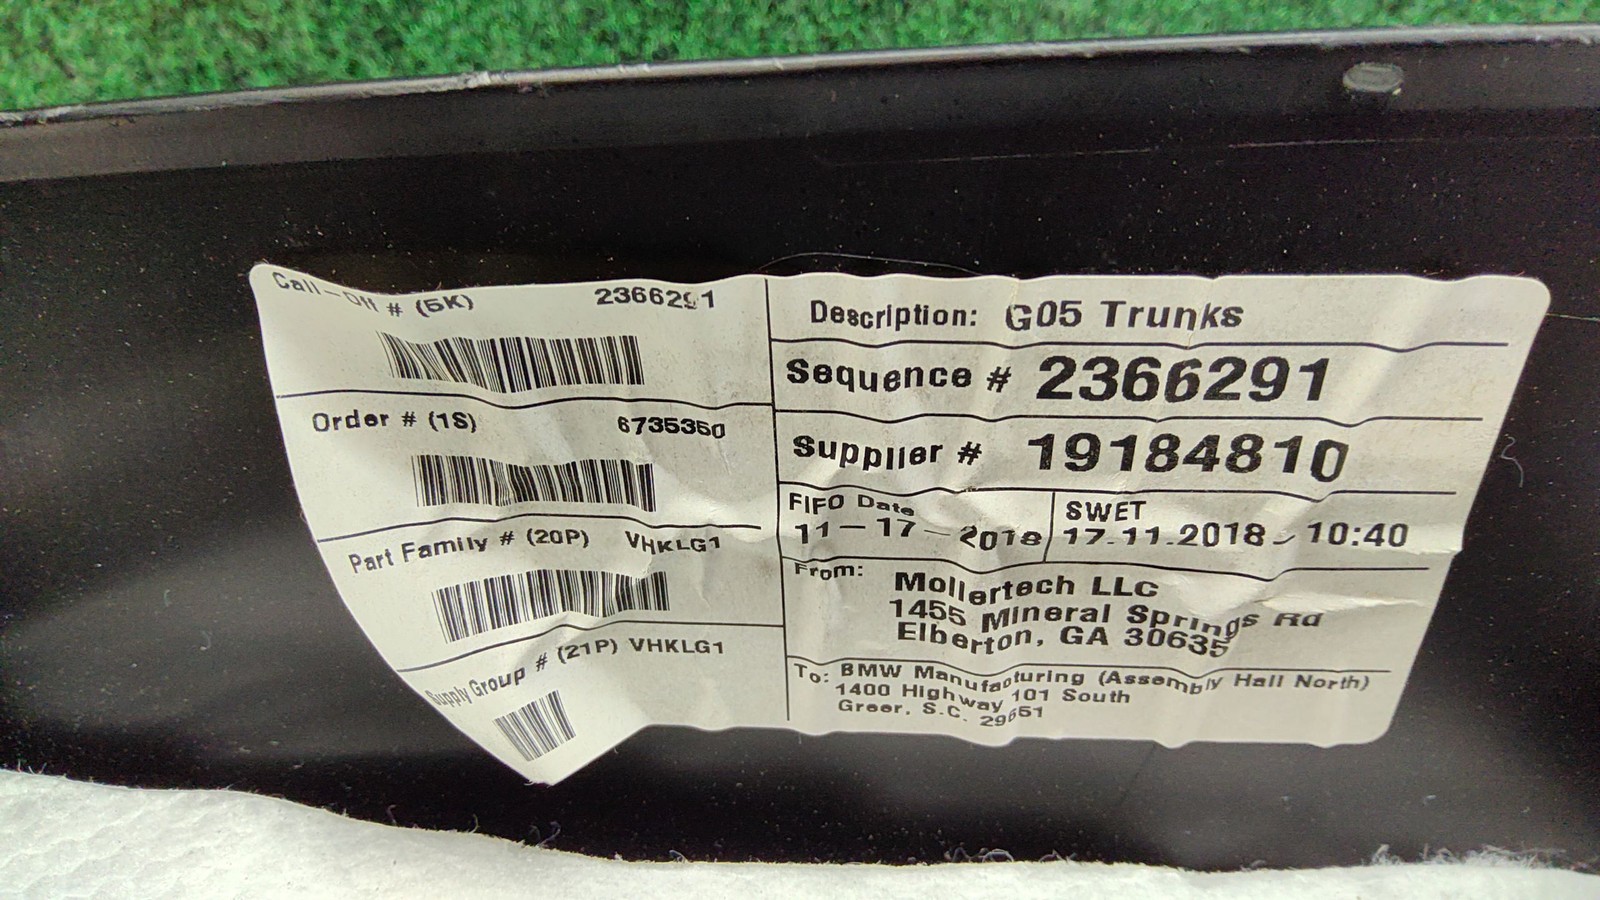 Call-Off # (5K) 2366291
Order # (1S) 6735350
Part Family # (20P) VHKLG1
Supply Group # (21P) VHKLG1
Description: G05 Trunks
Sequence # 2366291
Supplier # 19184810
FIFO Date
11-17-2018
SWET
17.11.2018 - 10:40
From: Mollertech LLC
1455 Mineral Springs Rd
Elberton, GA 30635
To: BMW Manufacturing (Assembly Hall North)
1400 Highway 101 South
Greer, S.C. 29651